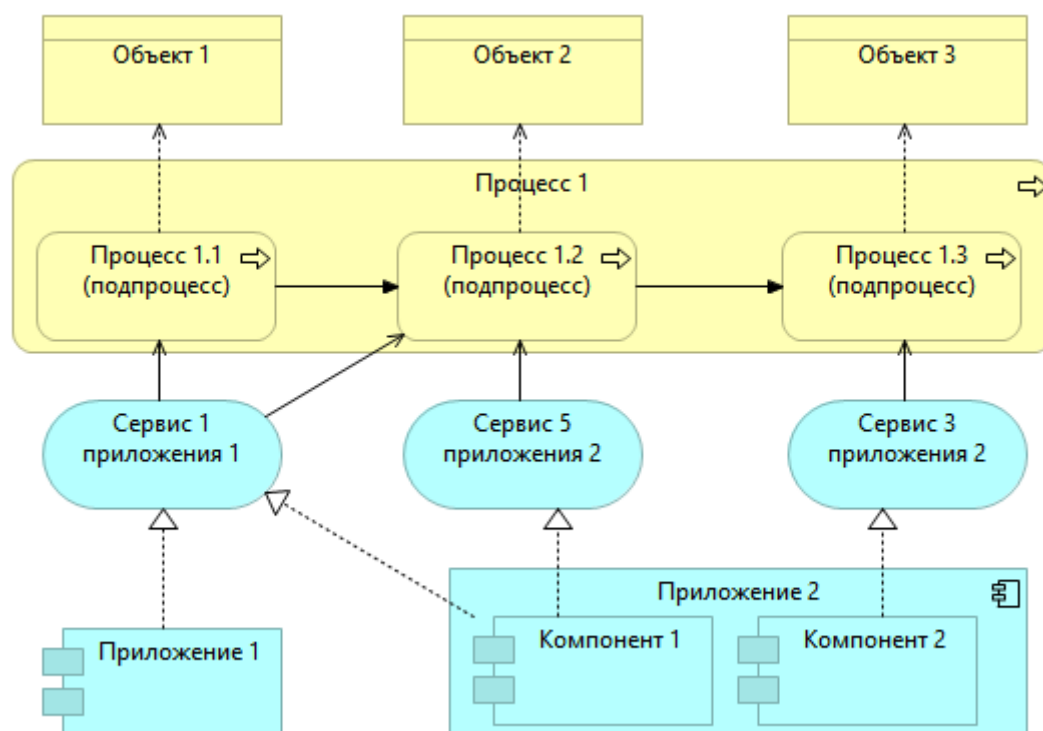 Объект 1
Объект 2
Объект 3
Процесс 1
Процесс 1.1
(подпроцесс)
Процесс 1.2
(подпроцесс)
Процесс 1.3
(подпроцесс)
Сервис 1
приложения 1
Сервис 5
приложения 2
Сервис 3
приложения 2
Приложение 2
Приложение 1
Компонент 1
Компонент 2